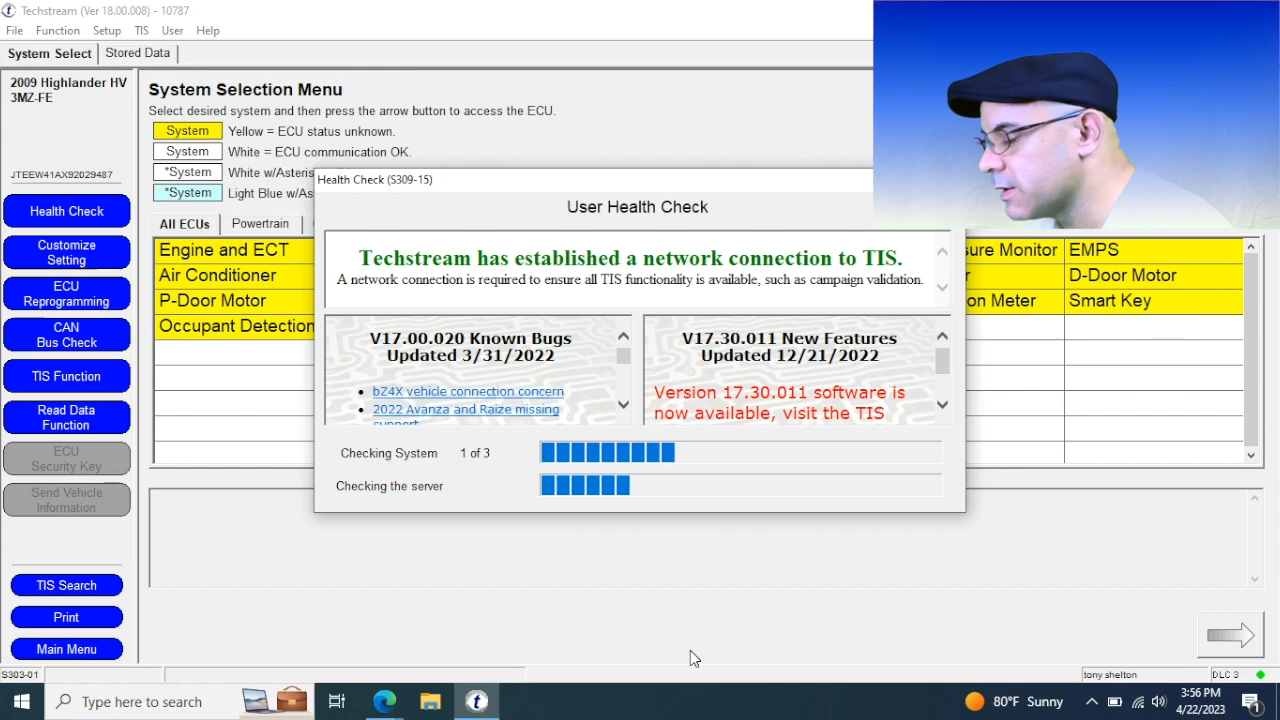 Techstream (Ver 18.00.008) - 10787
File Function Setup TIS User Help
System Select Stored Data
2009 Highlander HV
3MZ-FE
JTEEW41AX92029487
Health Check
Customize
Setting
ECU
Reprogramming
CAN
Bus Check
TIS Function
Read Data
Function
ECU
Security Key
Send Vehicle
Information
TIS Search
Print
Main Menu
System Selection Menu
Select desired system and then press the arrow button to access the ECU.
System Yellow = ECU status unknown.
System White = ECU communication OK.
*System White w/Asteris
*System Light Blue w/As
All ECUs Powertrain
Engine and ECT
Air Conditioner
P-Door Motor
Occupant Detection
sure Monitor EMPS
r D-Door Motor
on Meter Smart Key
Health Check (S309-15)
User Health Check
Techstream has established a network connection to TIS.
A network connection is required to ensure all TIS functionality is available, such as campaign validation.
V17.00.020 Known Bugs
Updated 3/31/2022
bZ4X vehicle connection concern
2022 Avanza and Raize missing
support
V17.30.011 New Features
Updated 12/21/2022
Version 17.30.011 software is
now available, visit the TIS
Checking System 1 of 3
Checking the server
S303-01 tony shelton DLC 3
Type here to search
80°F Sunny
3:56 PM
4/22/2023
1